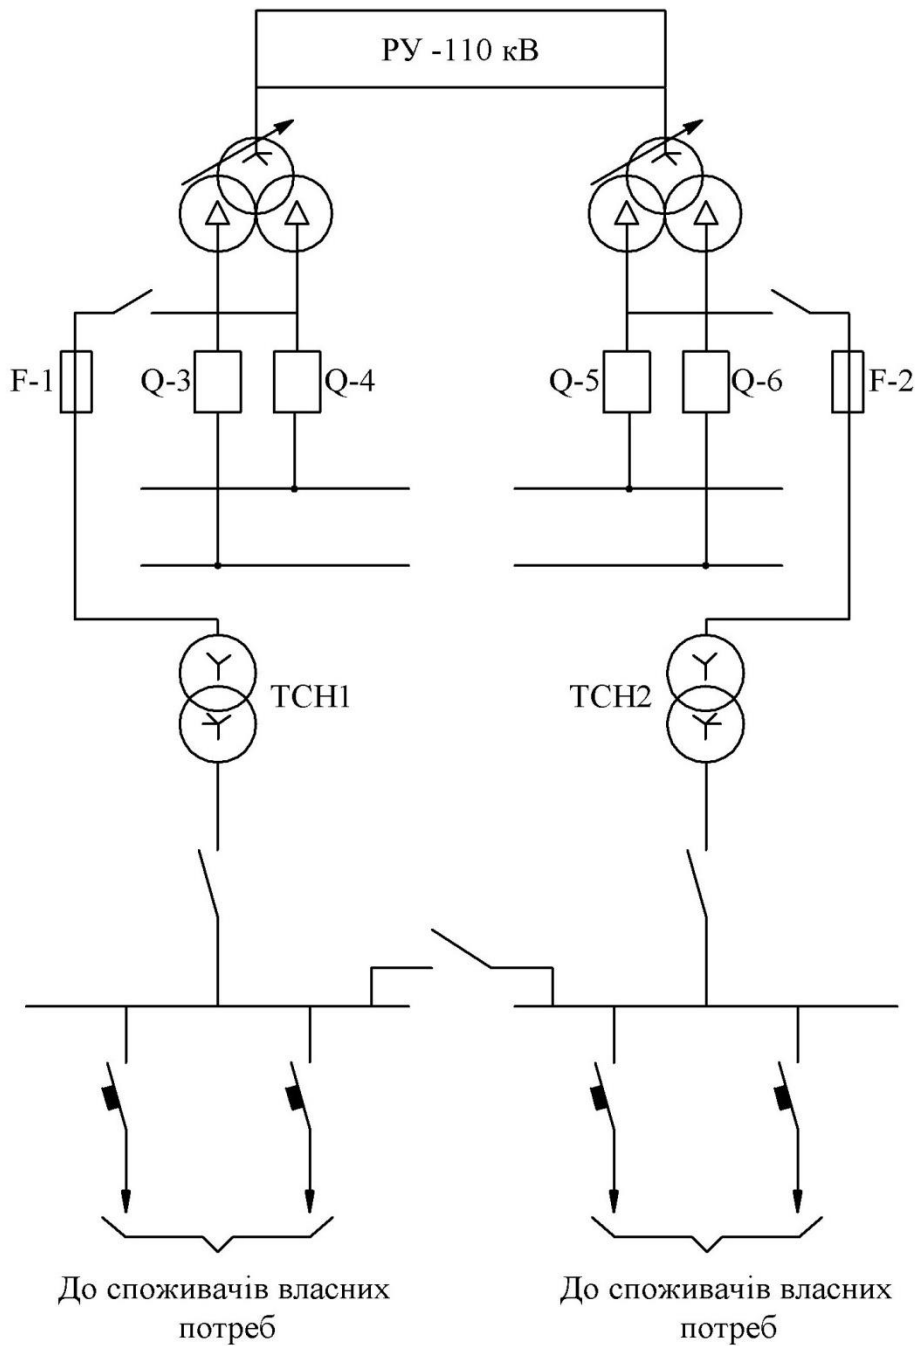 РУ -110 кВ
F-1
Q-3
Q-4
Q-5
Q-6
F-2
ТСН1
ТСН2
До споживачів власних
потреб
До споживачів власних
потреб